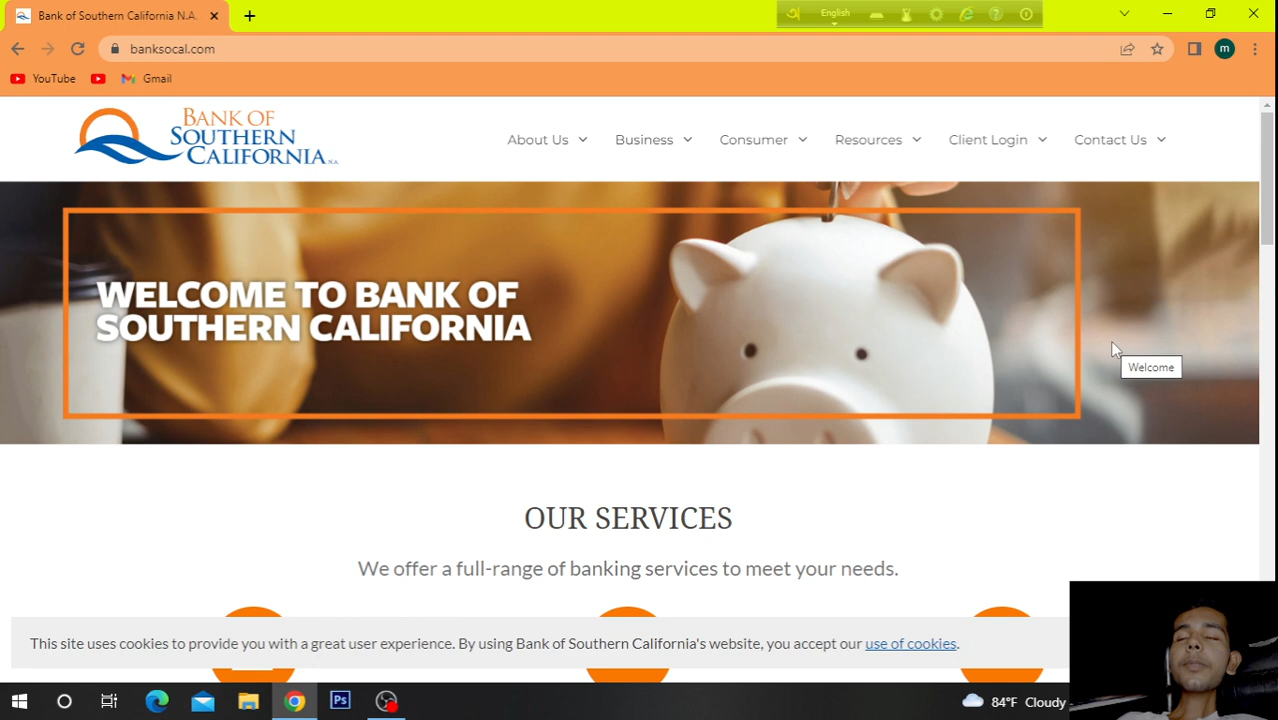 Bank of Southern California N.A.
English
banksocal.com
YouTube
Gmail
m
BANK OF
SOUTHERN
CALIFORNIA N.A.
About Us
Business
Consumer
Resources
Client Login
Contact Us
WELCOME TO BANK OF
SOUTHERN CALIFORNIA
Welcome
OUR SERVICES
We offer a full-range of banking services to meet your needs.
This site uses cookies to provide you with a great user experience. By using Bank of Southern California's website, you accept our use of cookies.
Ps
84°F Cloudy